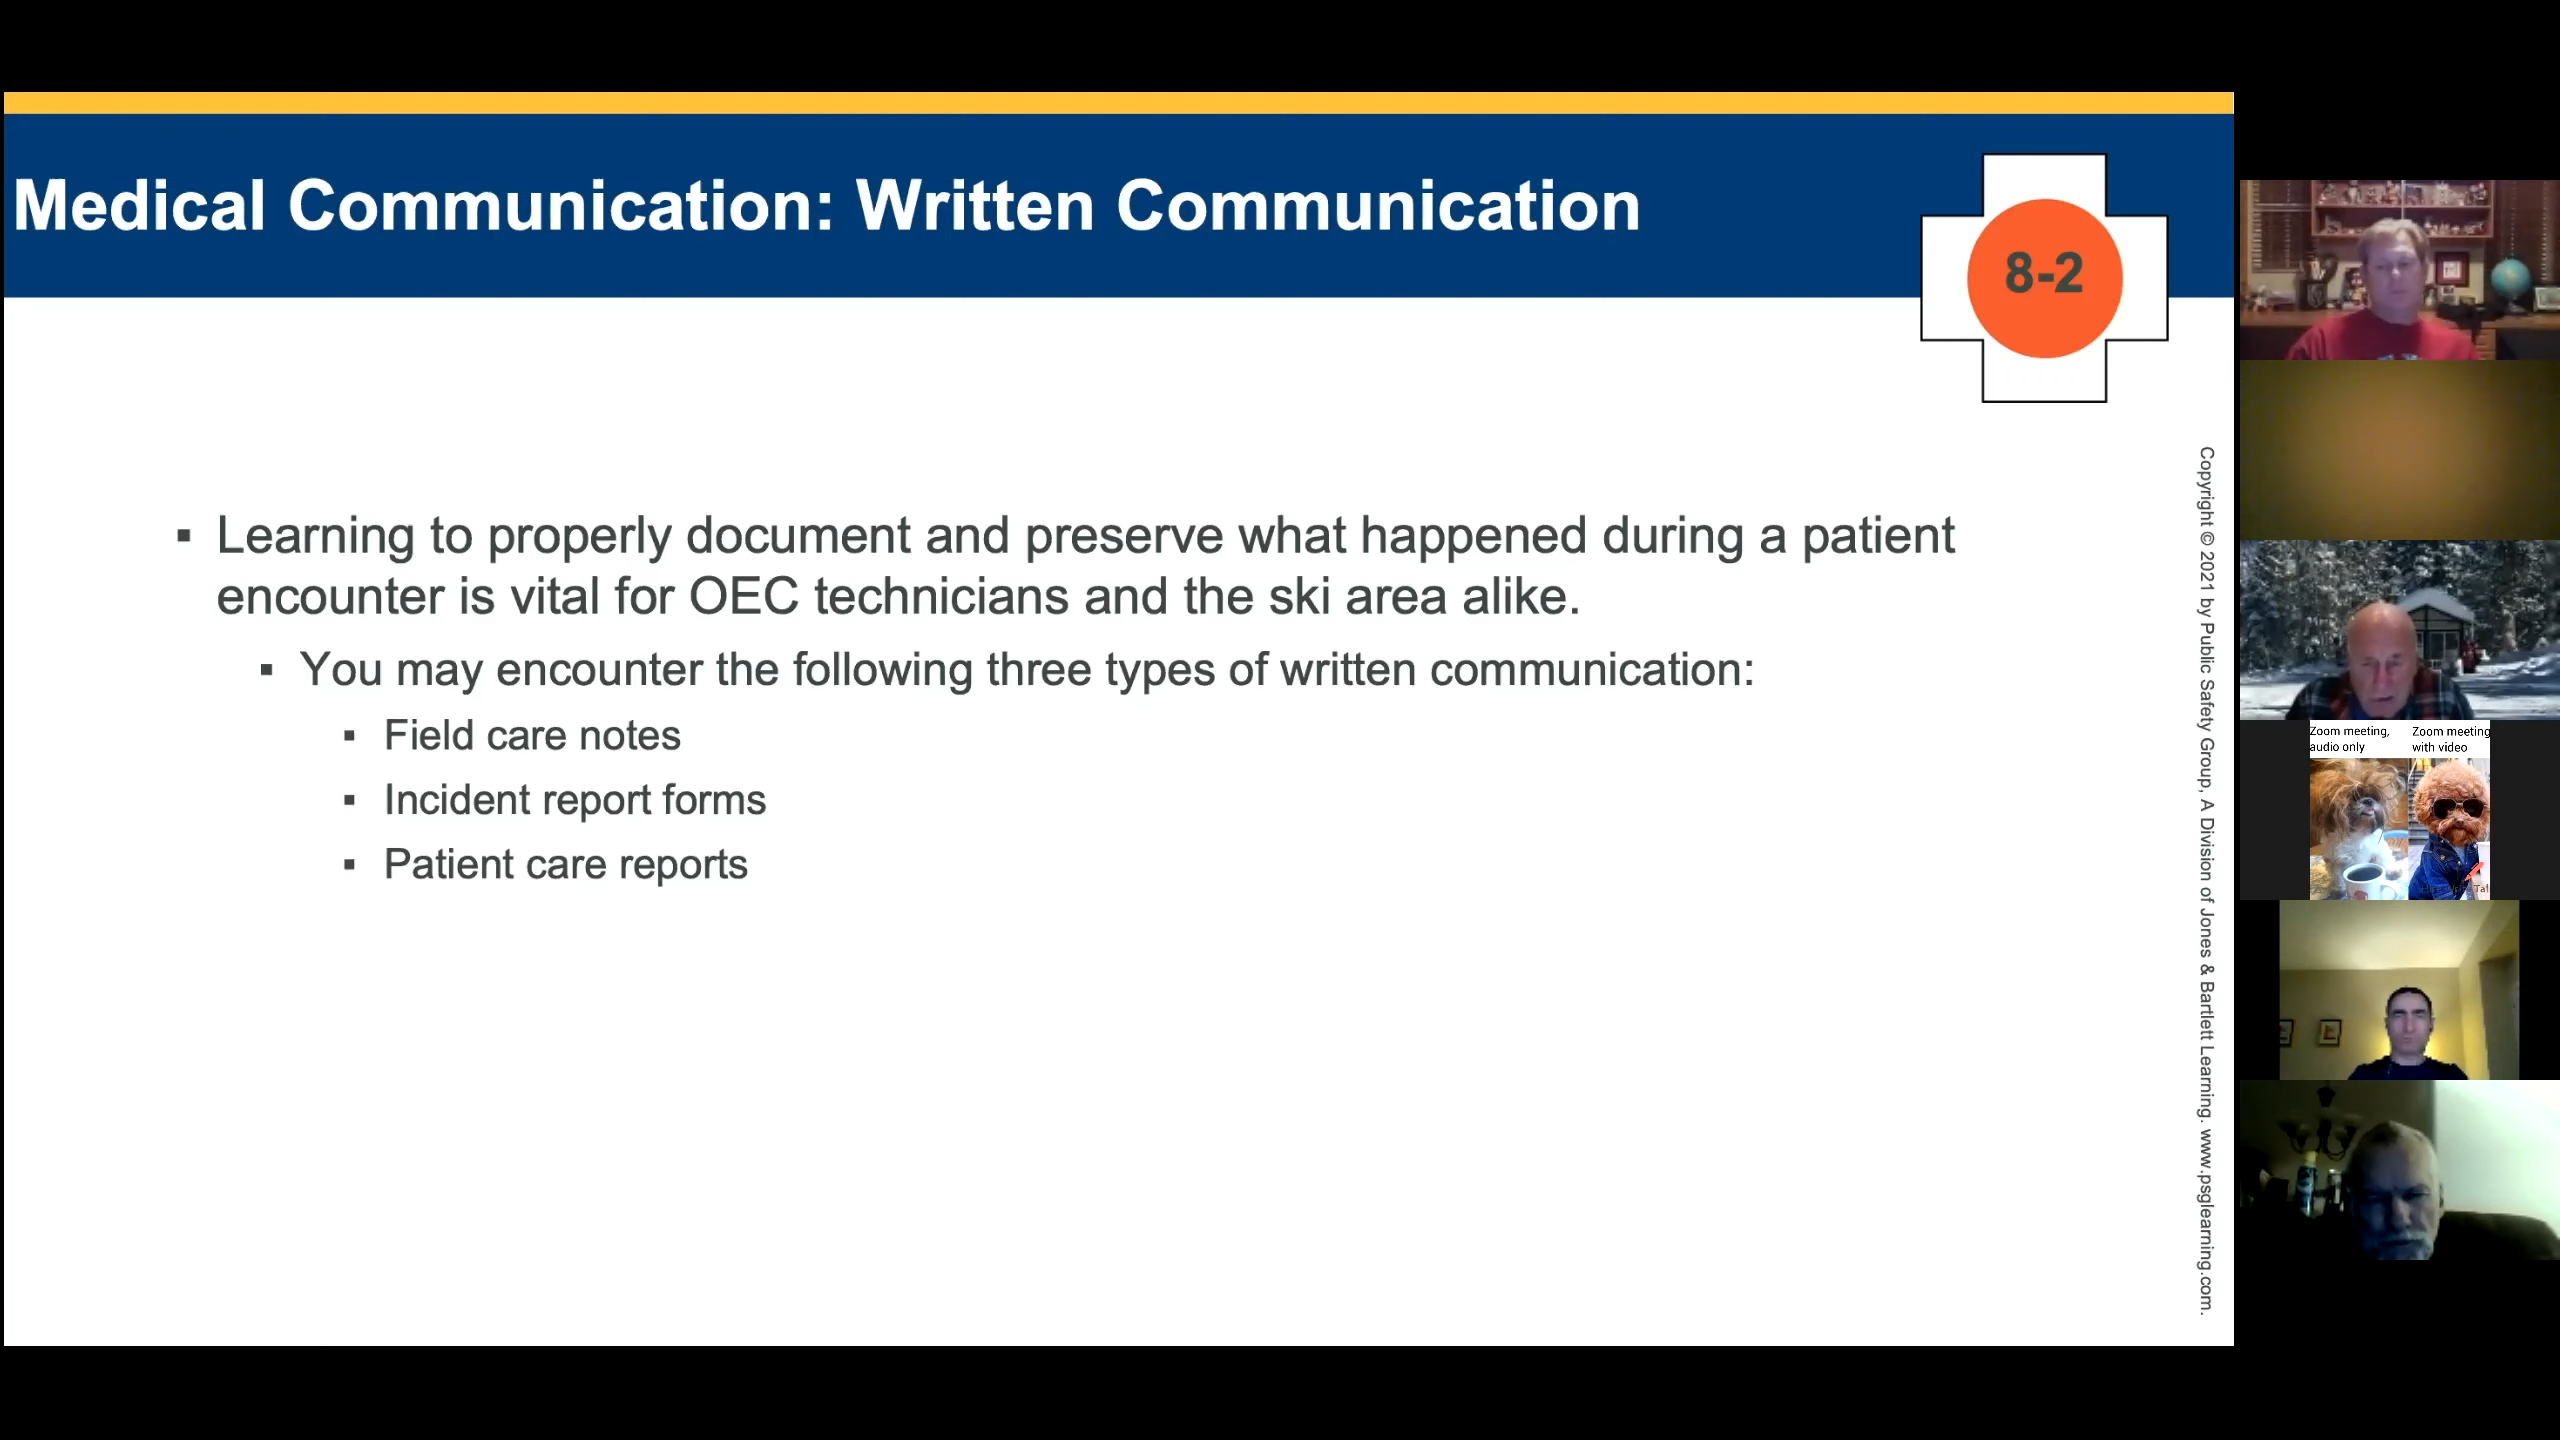 Medical Communication: Written Communication
8-2
▪ Learning to properly document and preserve what happened during a patient
encounter is vital for OEC technicians and the ski area alike.
▪ You may encounter the following three types of written communication:
▪ Field care notes
▪ Incident report forms
▪ Patient care reports
Copyright © 2021 by Public Safety Group, A Division of Jones & Bartlett Learning. www.psglearning.com.
Zoom meeting,
audio only
Zoom meeting
with video